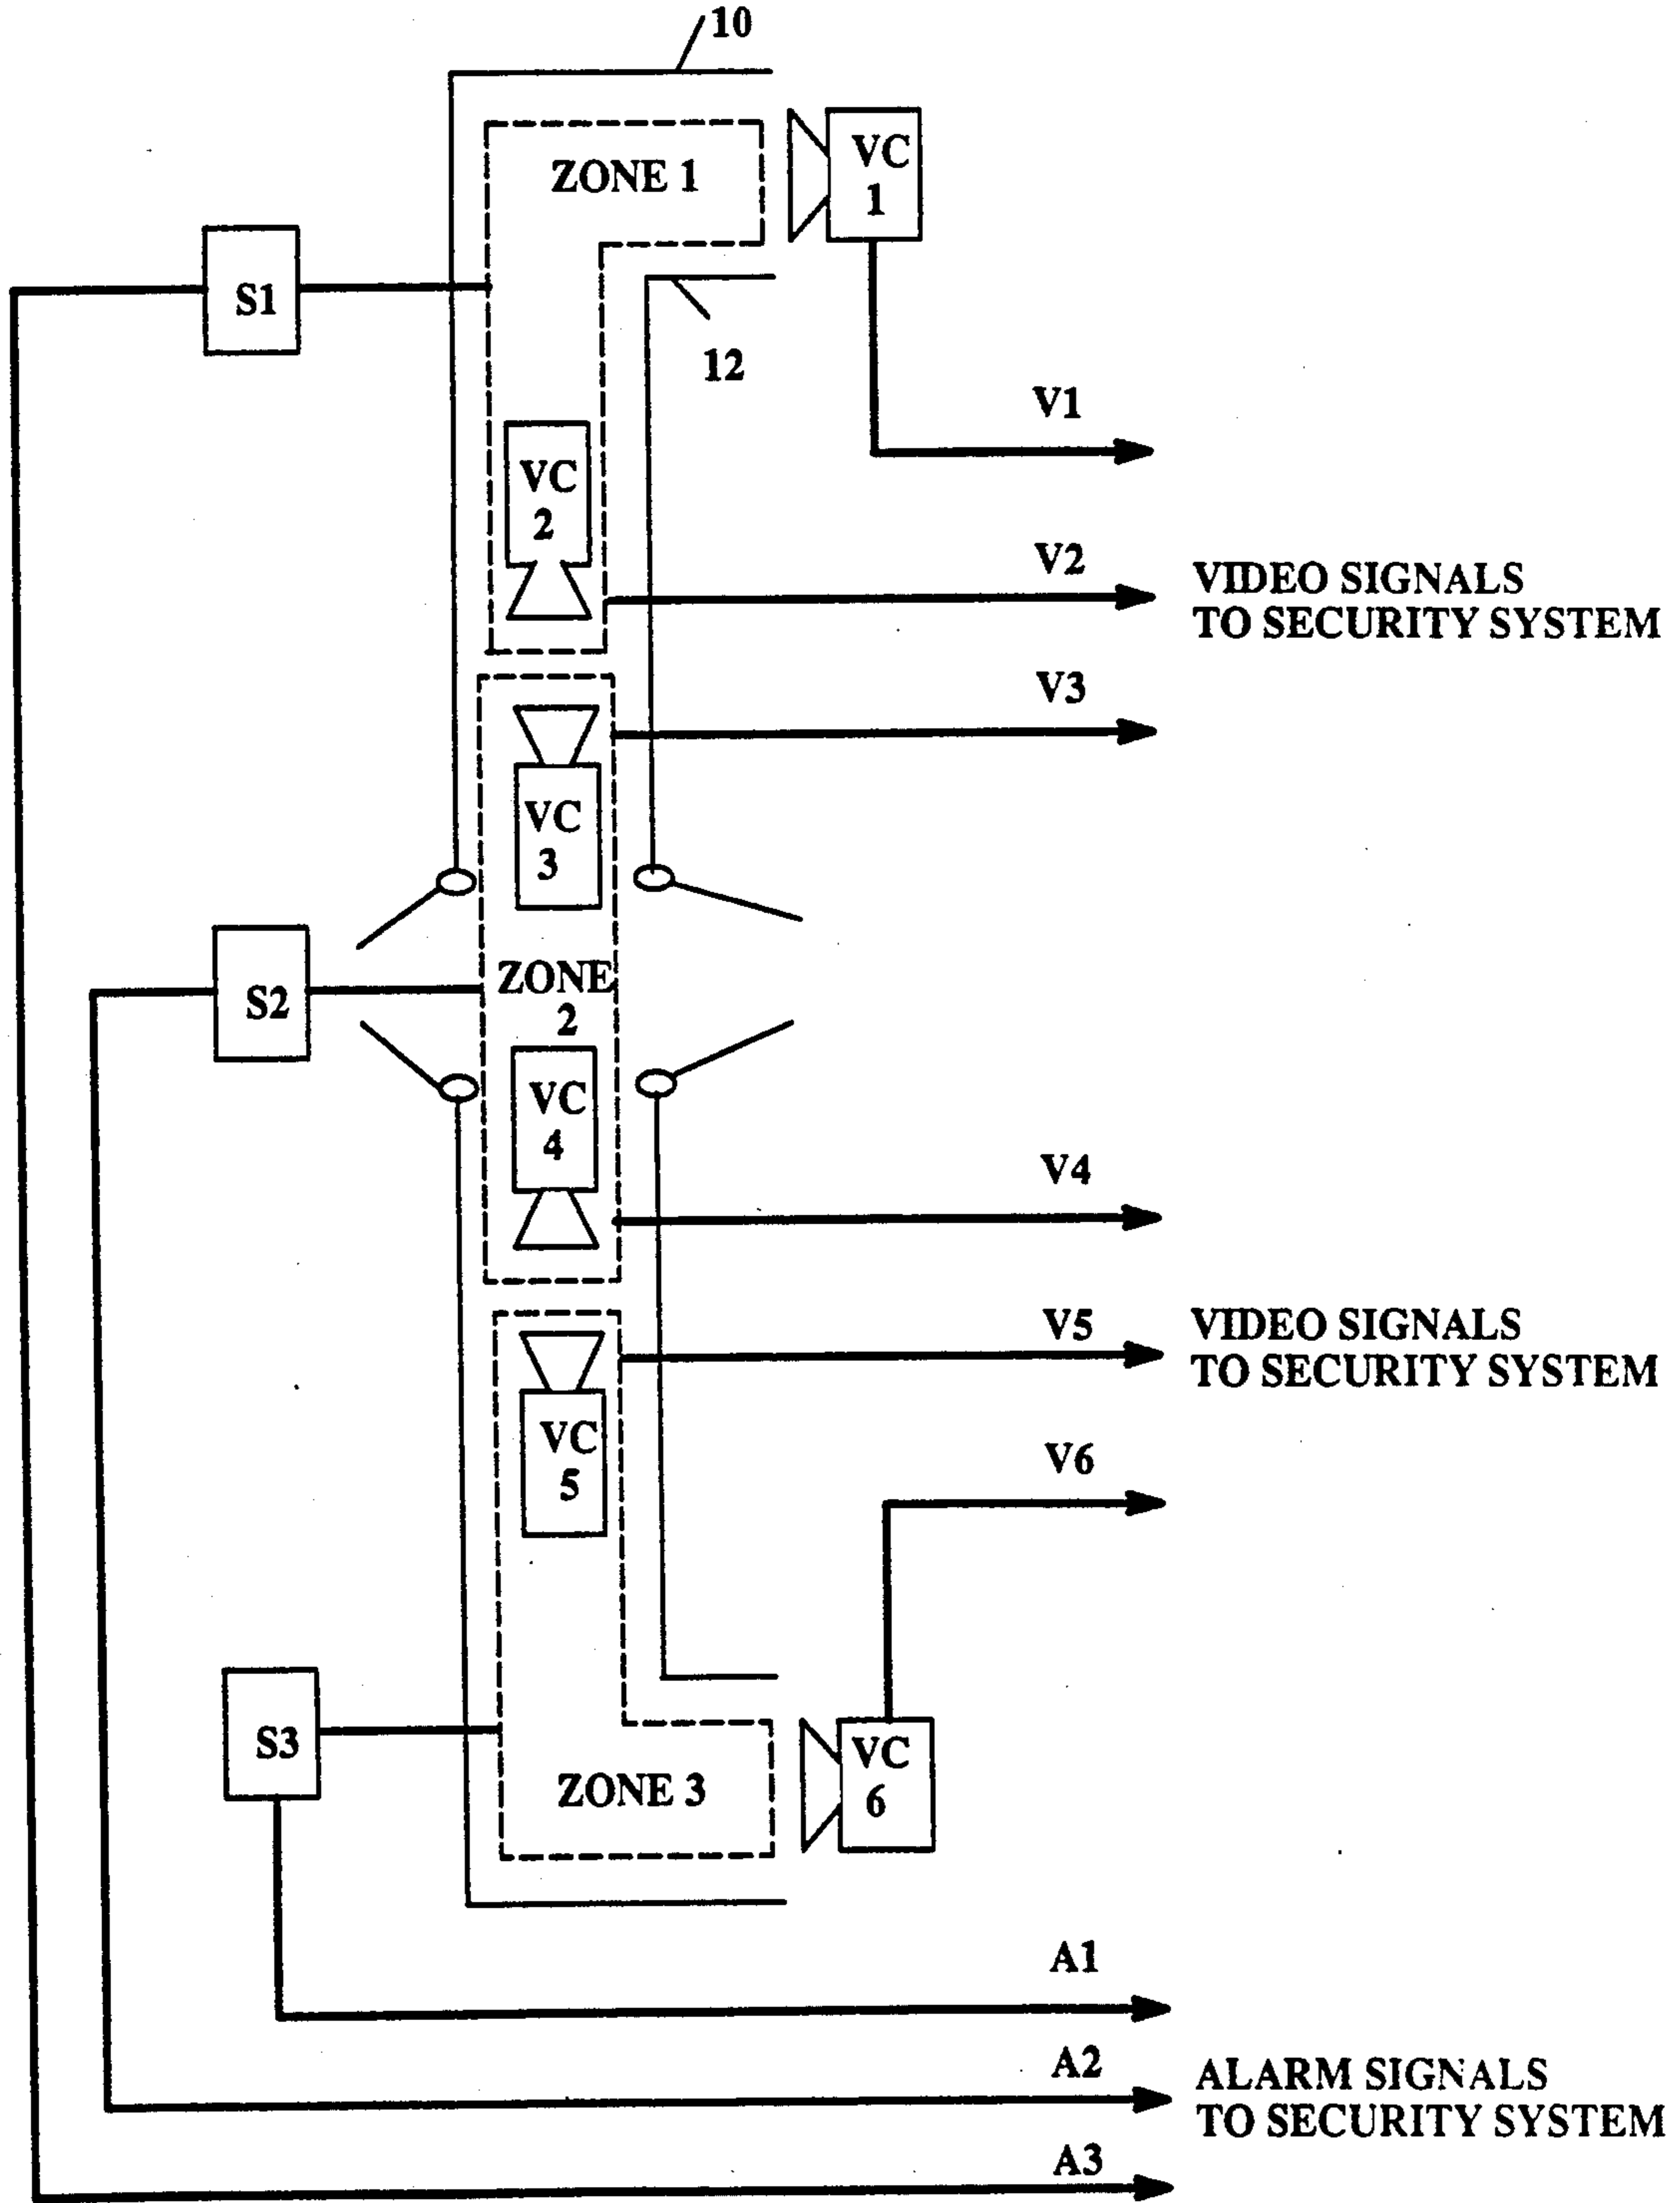 10
ZONE 1
VC
1
S1
12
V1
VC
2
V2
VIDEO SIGNALS
TO SECURITY SYSTEM
V3
VC
3
ZONE
2
S2
VC
4
V4
V5
VIDEO SIGNALS
TO SECURITY SYSTEM
VC
5
V6
S3
VC
6
ZONE 3
A1
A2
ALARM SIGNALS
TO SECURITY SYSTEM
A3